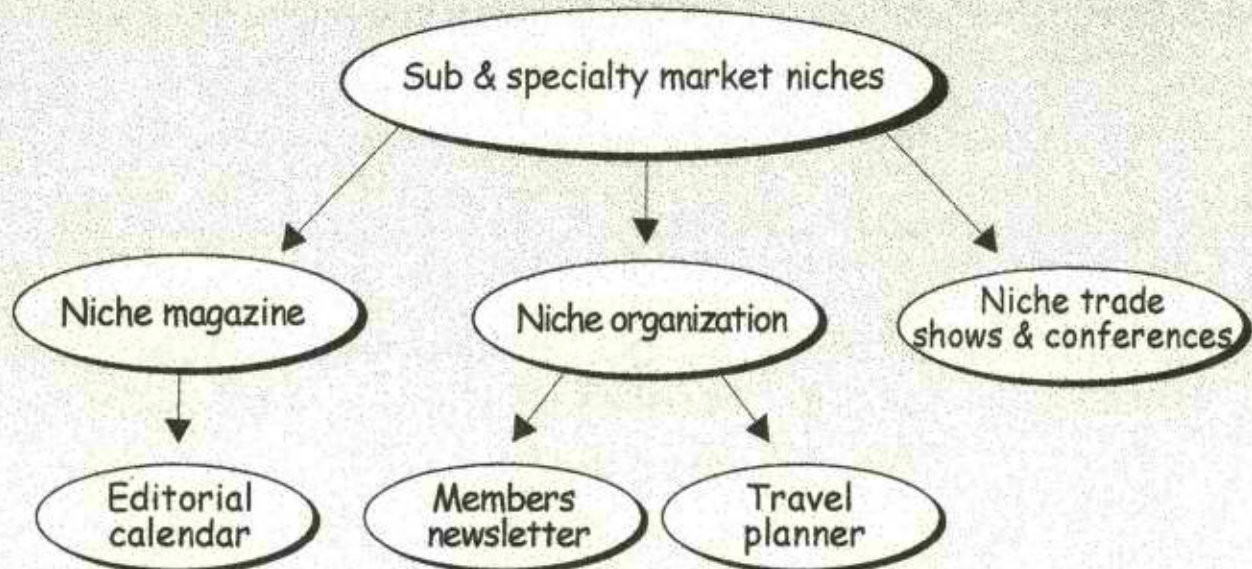 Sub & specialty market niches
Niche magazine
Niche organization
Niche trade
shows & conferences
Editorial
calendar
Members
newsletter
Travel
planner